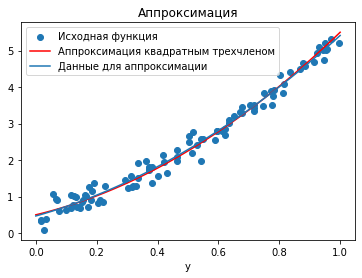 Аппроксимация
Исходная функция
Аппроксимация квадратным трехчленом
Данные для аппроксимации
5
4
3
2
1
0
0.0 0.2 0.4 0.6 0.8 1.0
y